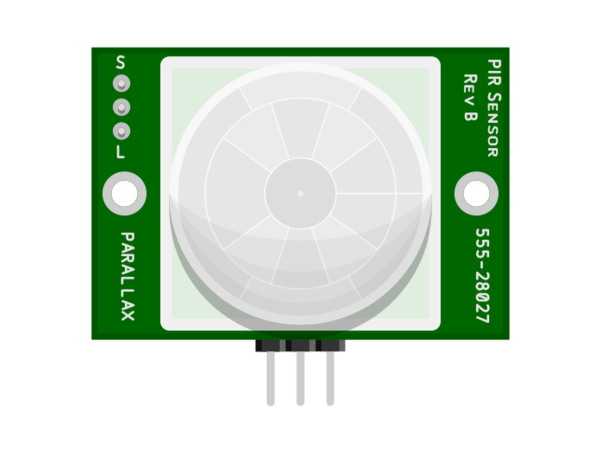 S
L
PARALLAX
PIR SENSOR
REV B
555-28027